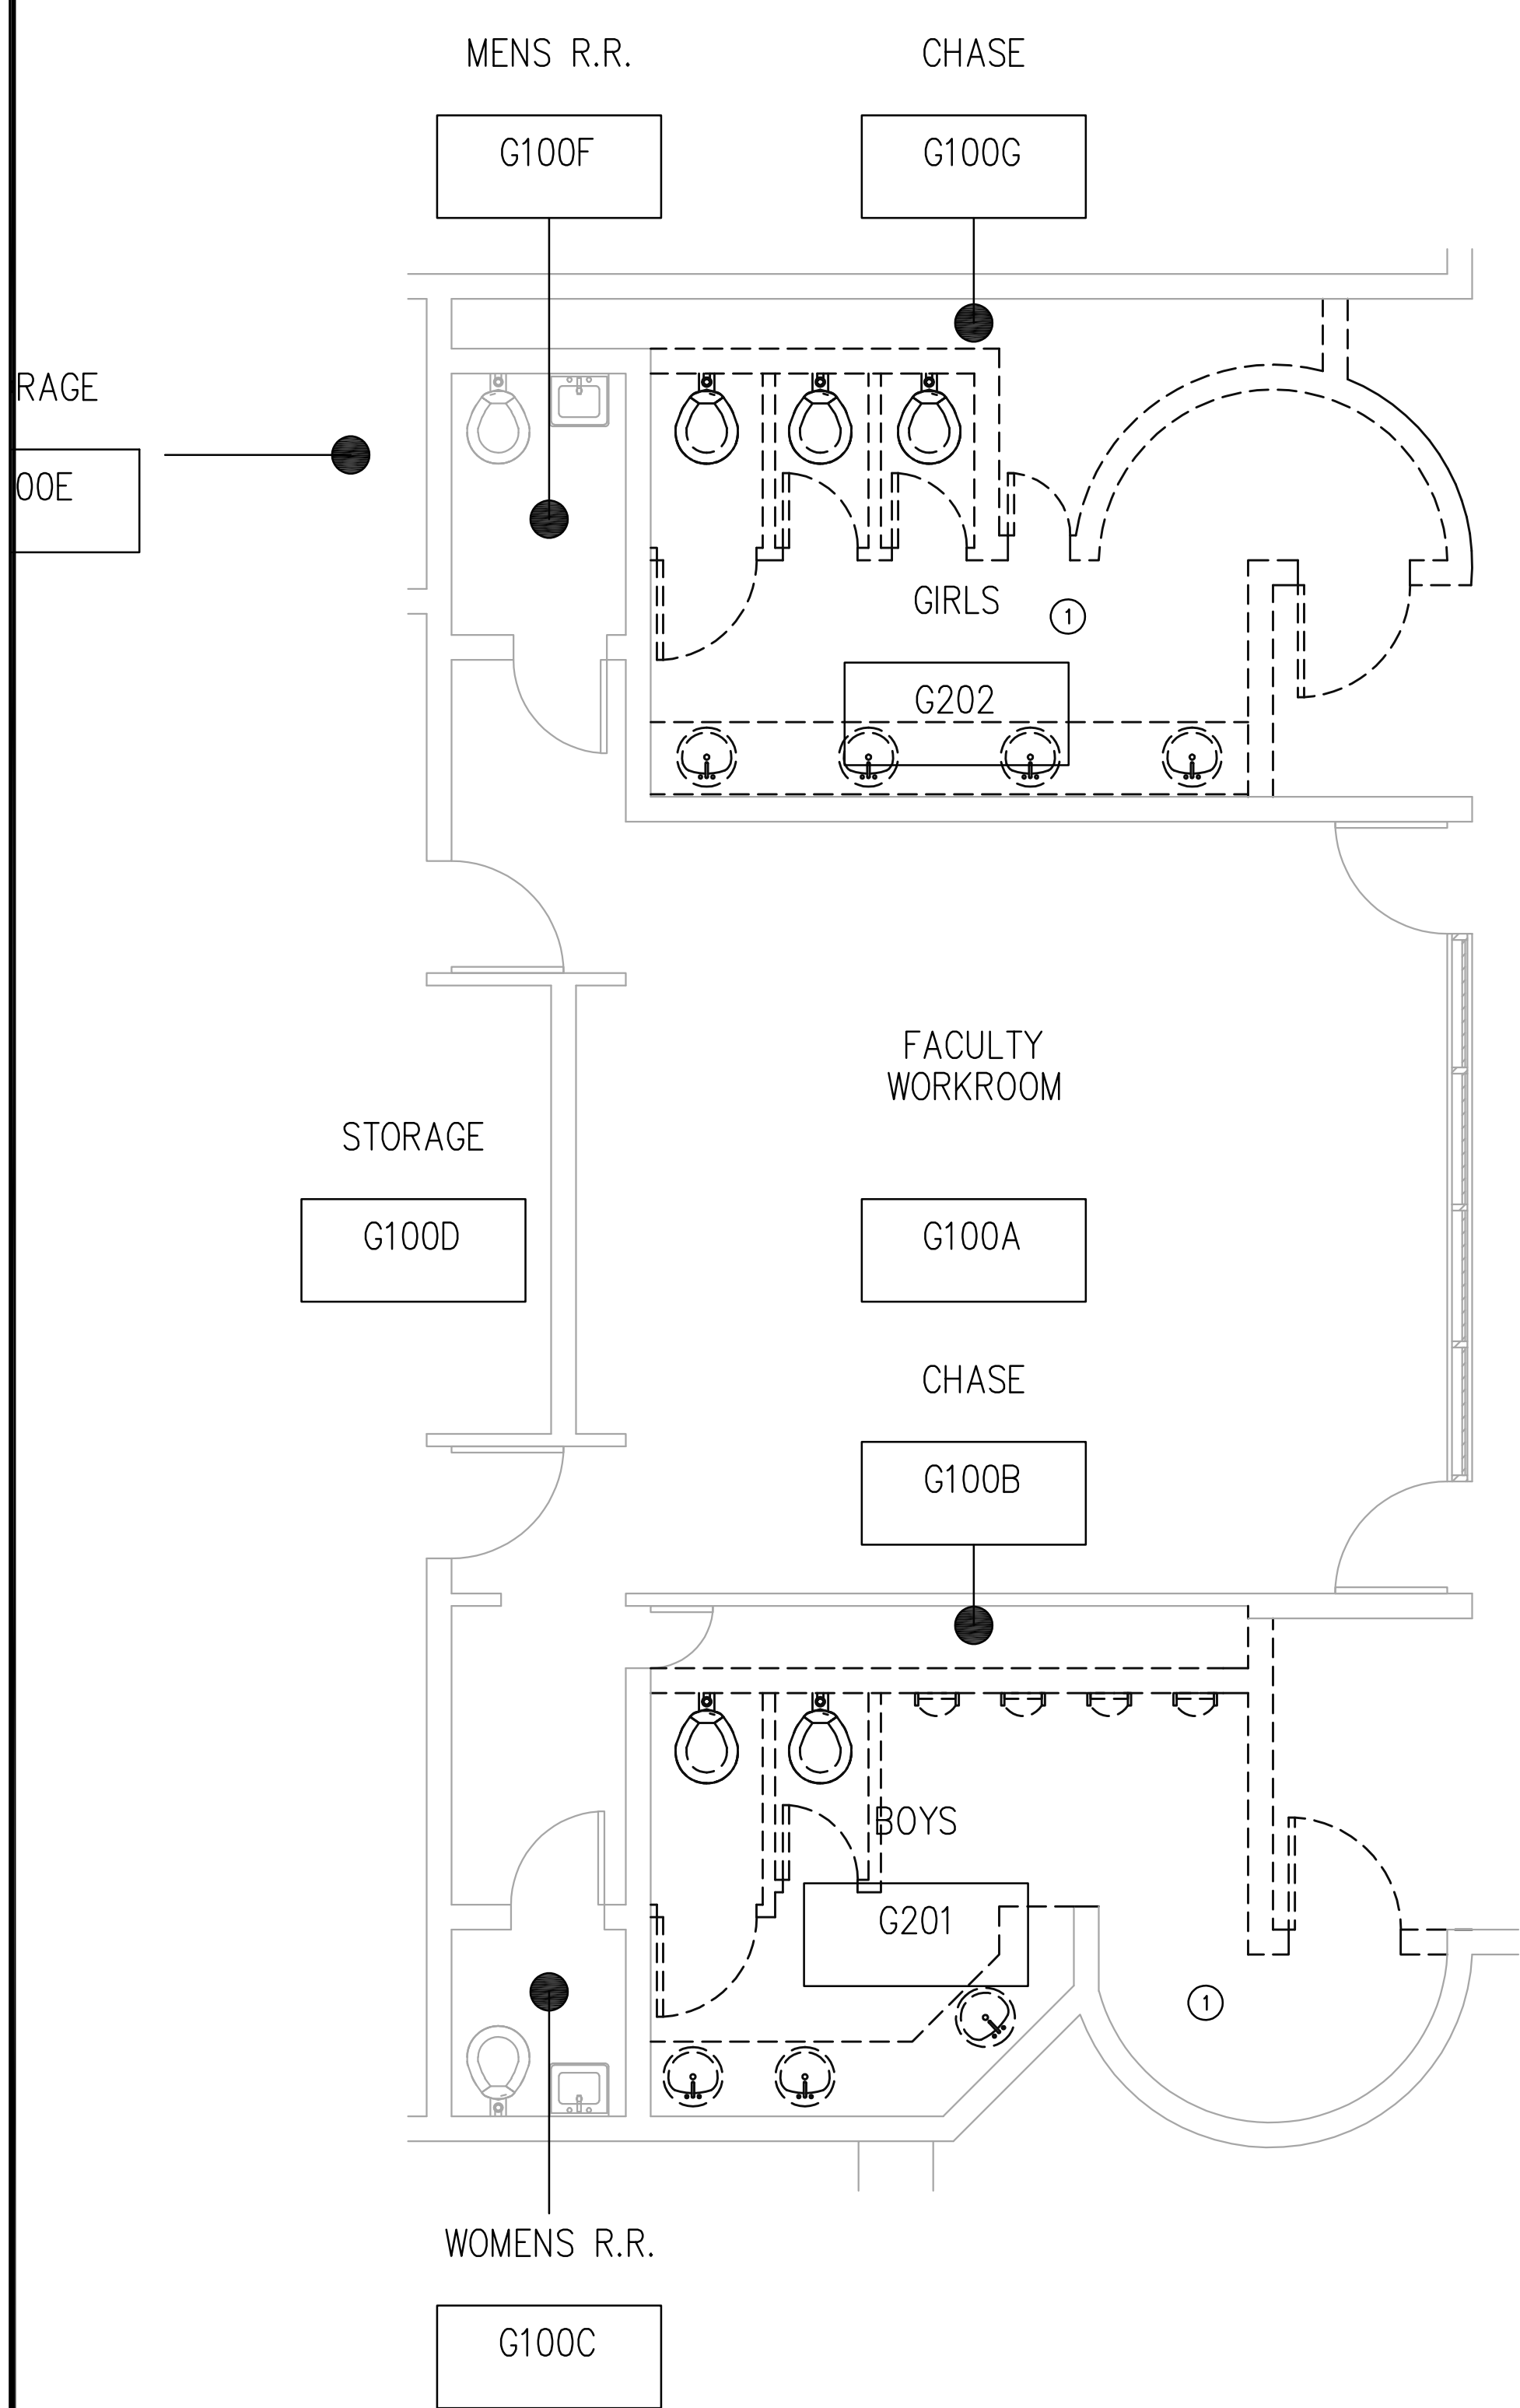 MENS R.R.
G100F
CHASE
G100G
RAGE
00E
GIRLS
1
G202
FACULTY
WORKROOM
G100A
STORAGE
G100D
CHASE
G100B
BOYS
G201
1
WOMENS R.R.
G100C